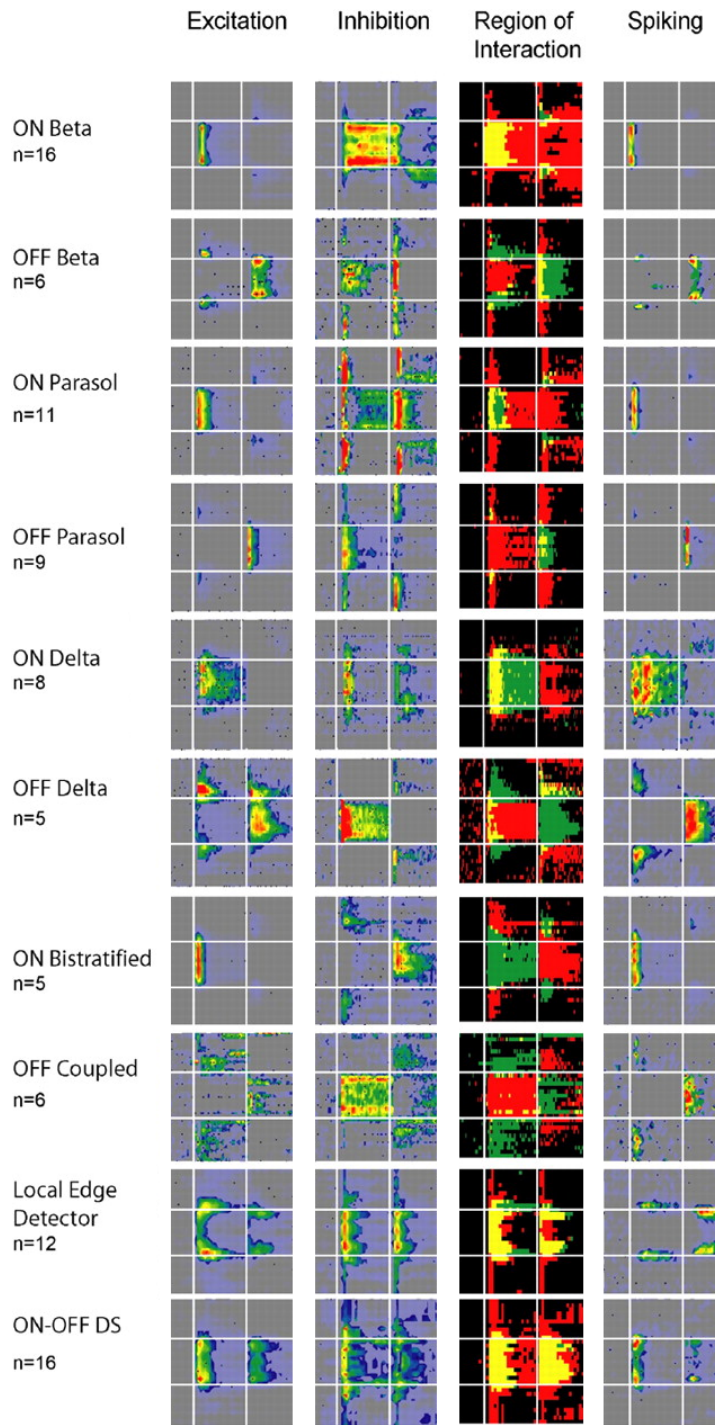 Excitation Inhibition Region of Interaction Spiking
ON Beta
n=16
OFF Beta
n=6
ON Parasol
n=11
OFF Parasol
n=9
ON Delta
n=8
OFF Delta
n=5
ON Bistratified
n=5
OFF Coupled
n=6
Local Edge
Detector
n=12
ON-OFF DS
n=16